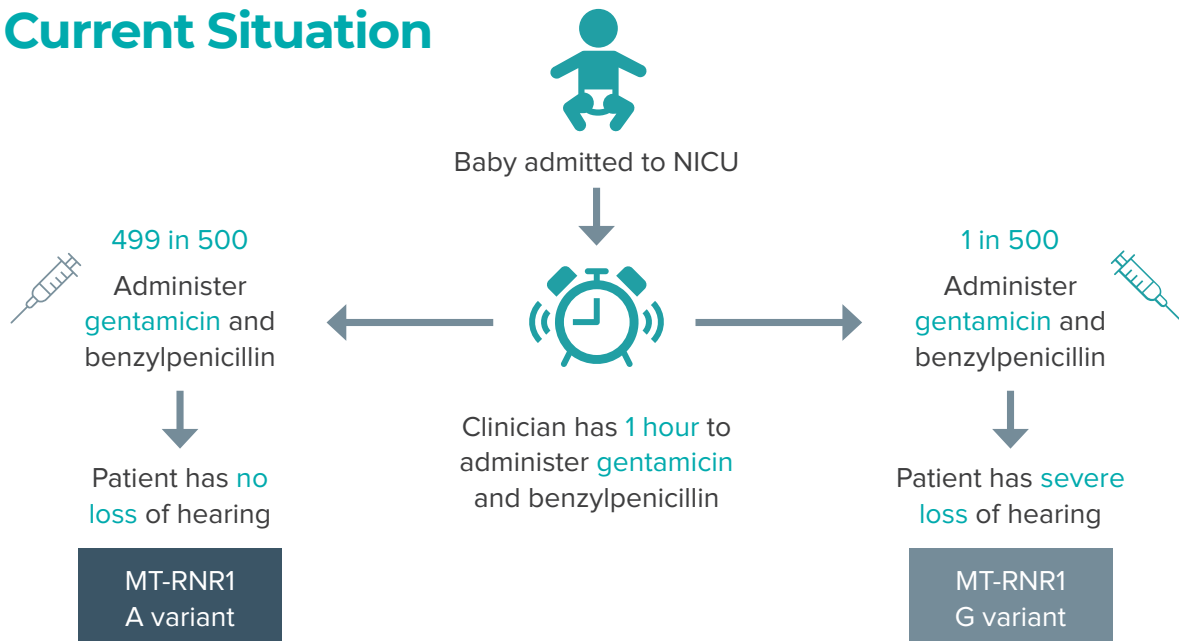 Current Situation
Baby admitted to NICU
499 in 500
Administer
gentamicin and
benzylpenicillin
Patient has no
loss of hearing
MT-RNR1
A variant
Clinician has 1 hour to
administer gentamicin
and benzylpenicillin
1 in 500
Administer
gentamicin and
benzylpenicillin
Patient has severe
loss of hearing
MT-RNR1
G variant